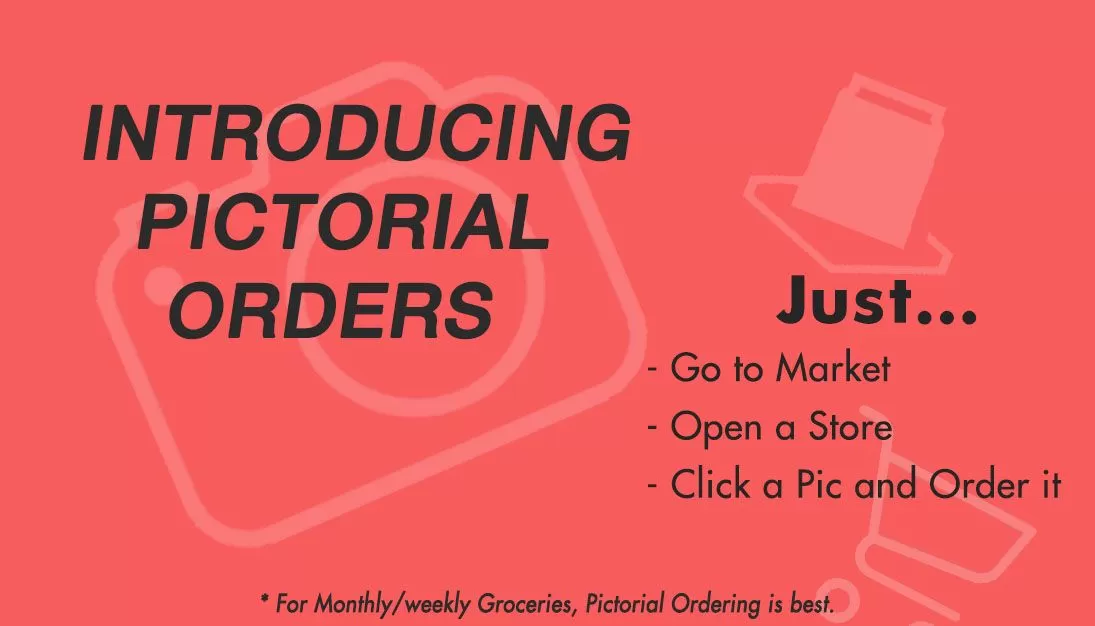 INTRODUCING
PICTORIAL
ORDERS
Just...
- Go to Market
- Open a Store
- Click a Pic and Order it
* For Monthly/weekly Groceries, Pictorial Ordering is best.